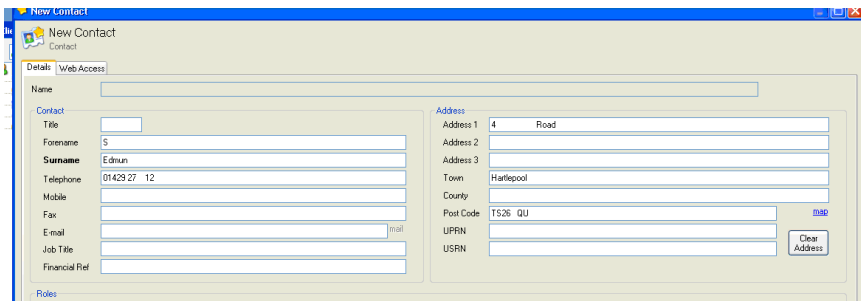 New Contact
New Contact
Contact
Details Web Access
Name
Contact
Title
Forename S
Surname Edmun
Telephone 01429 27 12
Mobile
Fax
E-mail mail
Job Title
Financial Ref
Address
Address 1 4 Road
Address 2
Address 3
Town Hartlepool
County
Post Code TS26 QU map
UPRN
USRN
Clear
Address
Roles